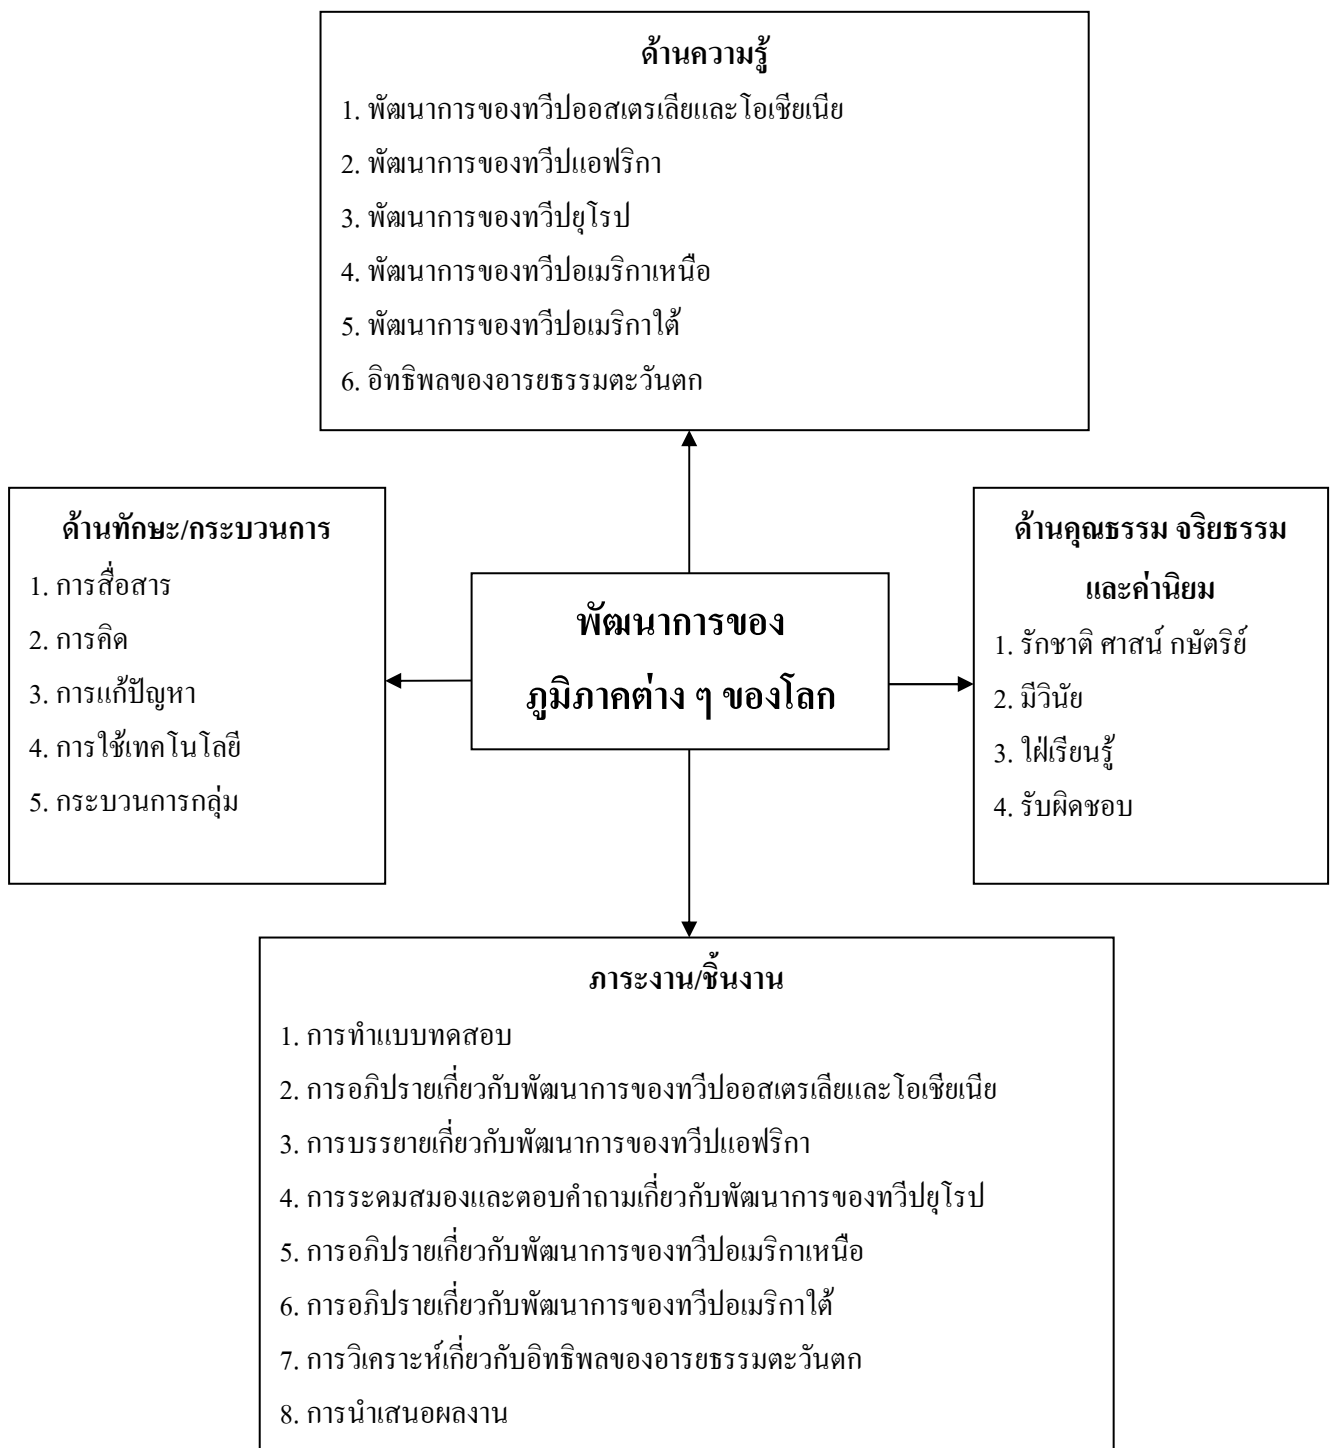 ด้านความรู้
1. พัฒนาการของทวีปออสเตรเลียและโอเชียเนีย
2. พัฒนาการของทวีปแอฟริกา
3. พัฒนาการของทวีปยุโรป
4. พัฒนาการของทวีปอเมริกาเหนือ
5. พัฒนาการของทวีปอเมริกาใต้
6. อิทธิพลของอารยธรรมตะวันตก
ด้านทักษะ/กระบวนการ
1. การสื่อสาร
2. การคิด
3. การแก้ปัญหา
4. การใช้เทคโนโลยี
5. กระบวนการกลุ่ม
พัฒนาการของ
ภูมิภาคต่าง ๆ ของโลก
ด้านคุณธรรม จริยธรรม
และค่านิยม
1. รักชาติ ศาสน์ กษัตริย์
2. มีวินัย
3. ใฝ่เรียนรู้
4. รับผิดชอบ
ภาระงาน/ชิ้นงาน
1. การทำแบบทดสอบ
2. การอภิปรายเกี่ยวกับพัฒนาการของทวีปออสเตรเลียและโอเชียเนีย
3. การบรรยายเกี่ยวกับพัฒนาการของทวีปแอฟริกา
4. การระดมสมองและตอบคำถามเกี่ยวกับพัฒนาการของทวีปยุโรป
5. การอภิปรายเกี่ยวกับพัฒนาการของทวีปอเมริกาเหนือ
6. การอภิปรายเกี่ยวกับพัฒนาการของทวีปอเมริกาใต้
7. การวิเคราะห์เกี่ยวกับอิทธิพลของอารยธรรมตะวันตก
8. การนำเสนอผลงาน